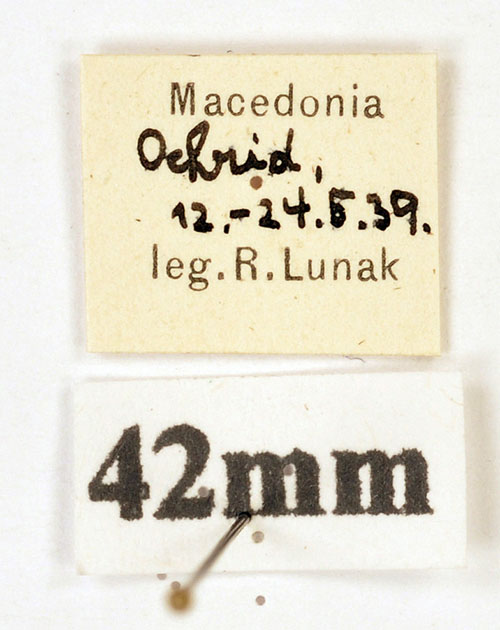 Macedonia
Ochrid,
12.-24.5.39.
leg. R. Lunak
42mm